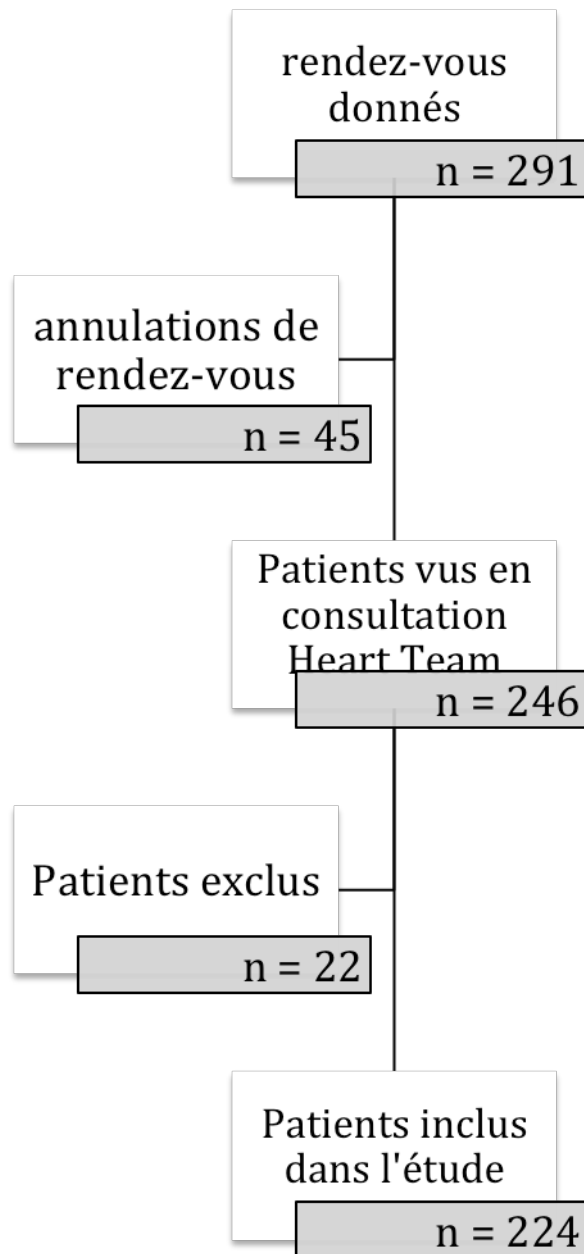 rendez-vous
donnés
n = 291
annulations de
rendez-vous
n = 45
Patients vus en
consultation
Heart Team
n = 246
Patients exclus
n = 22
Patients inclus
dans l'étude
n = 224